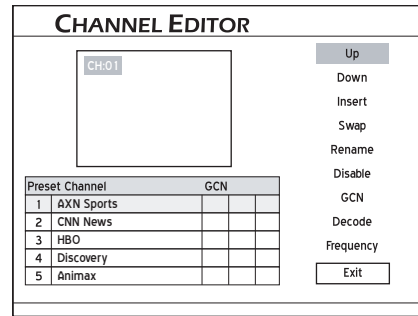 CHANNEL EDITOR
CH:01
Preset Channel GCN
1 AXN Sports
2 CNN News
3 HBO
4 Discovery
5 Animax
Up
Down
Insert
Swap
Rename
Disable
GCN
Decode
Frequency
Exit